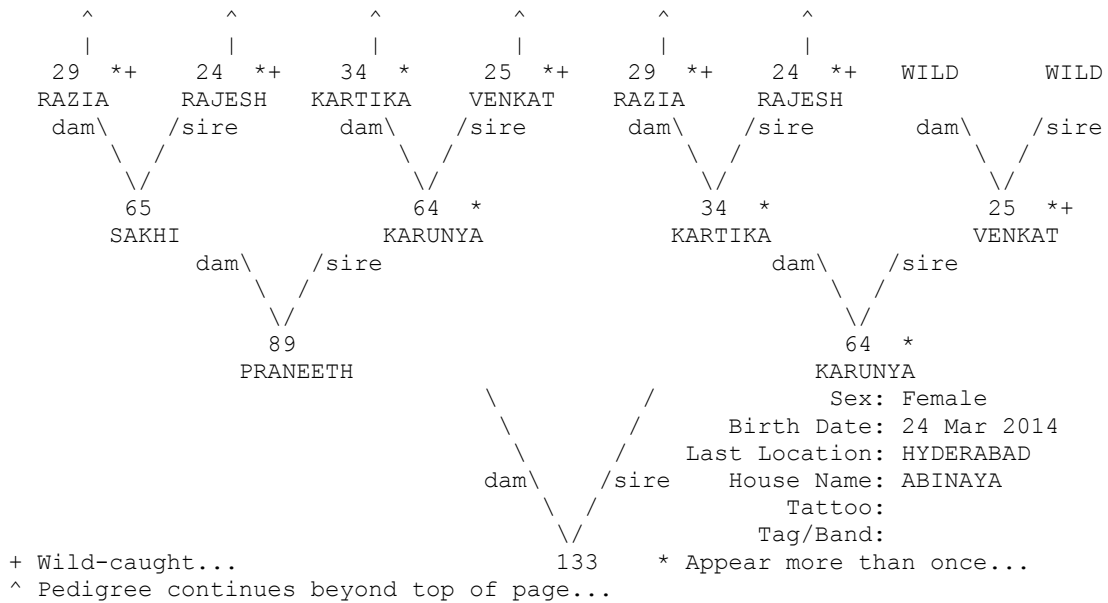 ^ ^ ^ ^ ^ ^
| | | | | |
29 *+ 24 *+ 34 * 25 *+ 29 *+ 24 *+ WILD WILD
RAZIA RAJESH KARTIKA VENKAT RAZIA RAJESH
dam\ /sire dam\ /sire dam\ /sire dam\ /sire
\ / \ / \ / \ /
\/ \/ \/ \/
65 64 * 34 * 25 *+
SAKHI KARUNYA KARTIKA VENKAT
dam\ /sire dam\ /sire
\ / \ /
\/ \/
89 64 *
PRANEETH KARUNYA
\ / Sex: Female
\ / Birth Date: 24 Mar 2014
\ / Last Location: HYDERABAD
dam\ /sire House Name: ABINAYA
\ / Tattoo:
\/ Tag/Band:
+ Wild-caught... 133 * Appear more than once...
^ Pedigree continues beyond top of page...